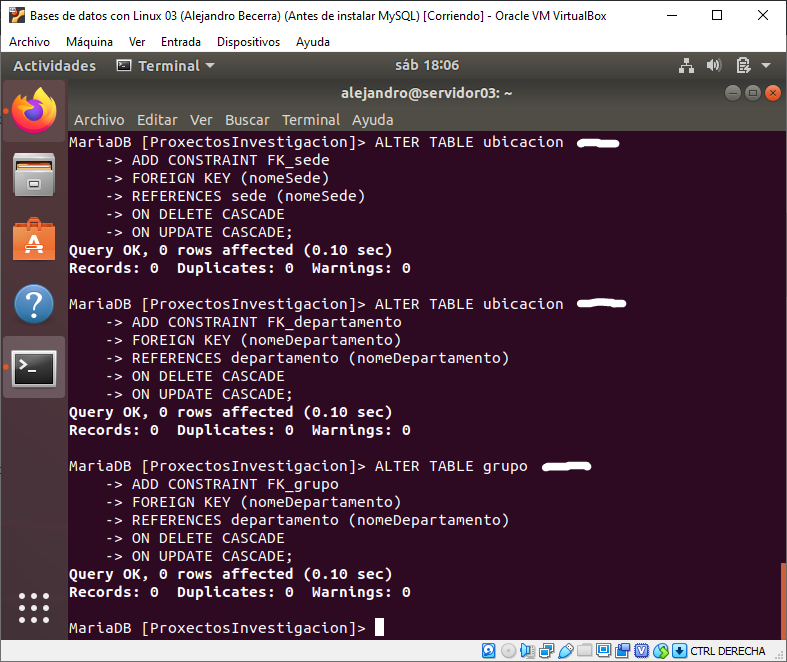 Bases de datos con Linux 03 (Alejandro Becerra) (Antes de instalar MySQL) [Corriendo] - Oracle VM VirtualBox
Archivo Máquina Ver Entrada Dispositivos Ayuda
Actividades Terminal sáb 18:06
alejandro@servidor03: ~
Archivo Editar Ver Buscar Terminal Ayuda
MariaDB [ProxectosInvestigacion]> ALTER TABLE ubicacion
-> ADD CONSTRAINT FK_sede
-> FOREIGN KEY (nomeSede)
-> REFERENCES sede (nomeSede)
-> ON DELETE CASCADE
-> ON UPDATE CASCADE;
Query OK, 0 rows affected (0.10 sec)
Records: 0  Duplicates: 0  Warnings: 0
MariaDB [ProxectosInvestigacion]> ALTER TABLE ubicacion
-> ADD CONSTRAINT FK_departamento
-> FOREIGN KEY (nomeDepartamento)
-> REFERENCES departamento (nomeDepartamento)
-> ON DELETE CASCADE
-> ON UPDATE CASCADE;
Query OK, 0 rows affected (0.10 sec)
Records: 0  Duplicates: 0  Warnings: 0
MariaDB [ProxectosInvestigacion]> ALTER TABLE grupo
-> ADD CONSTRAINT FK_grupo
-> FOREIGN KEY (nomeDepartamento)
-> REFERENCES departamento (nomeDepartamento)
-> ON DELETE CASCADE
-> ON UPDATE CASCADE;
Query OK, 0 rows affected (0.10 sec)
Records: 0  Duplicates: 0  Warnings: 0
MariaDB [ProxectosInvestigacion]>
CTRL DERECHA